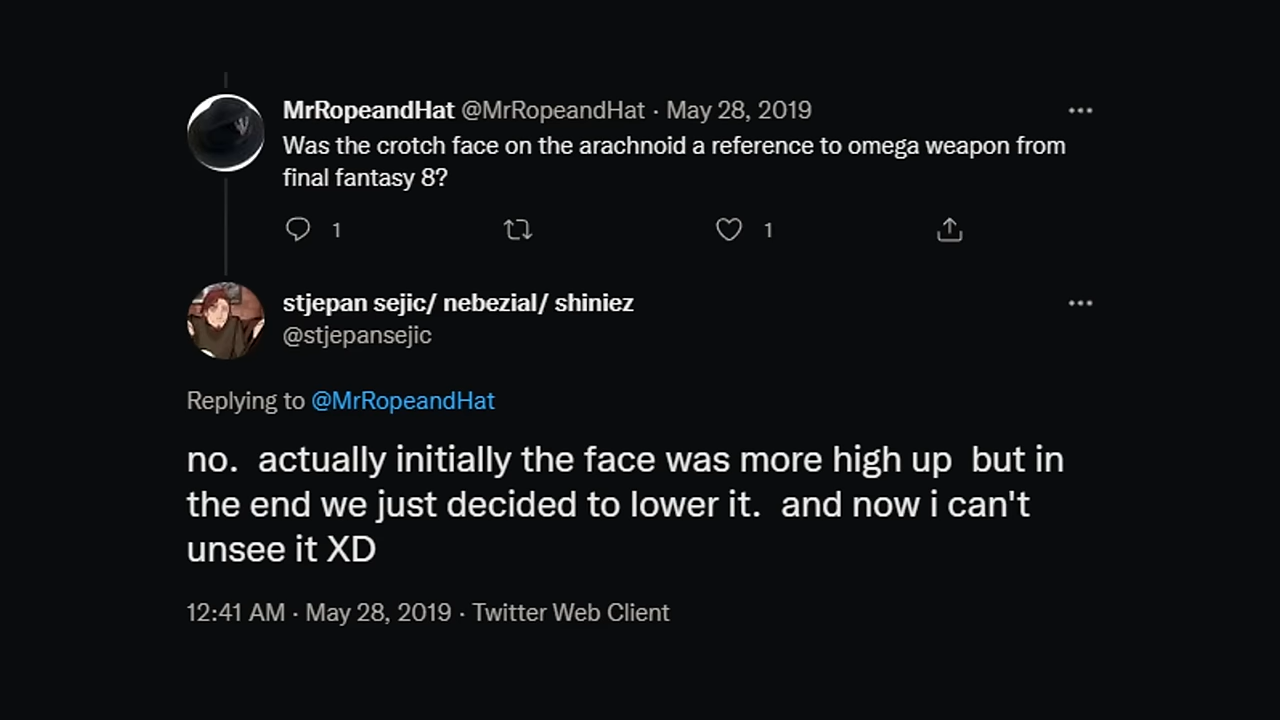 MrRopeandHat @MrRopeandHat · May 28, 2019
Was the crotch face on the arachnoid a reference to omega weapon from
final fantasy 8?
1 1
stjepan sejic/ nebezial/ shiniez
@stjepansejic
Replying to @MrRopeandHat
no.  actually initially the face was more high up  but in
the end we just decided to lower it.  and now i can't
unsee it XD
12:41 AM · May 28, 2019 · Twitter Web Client